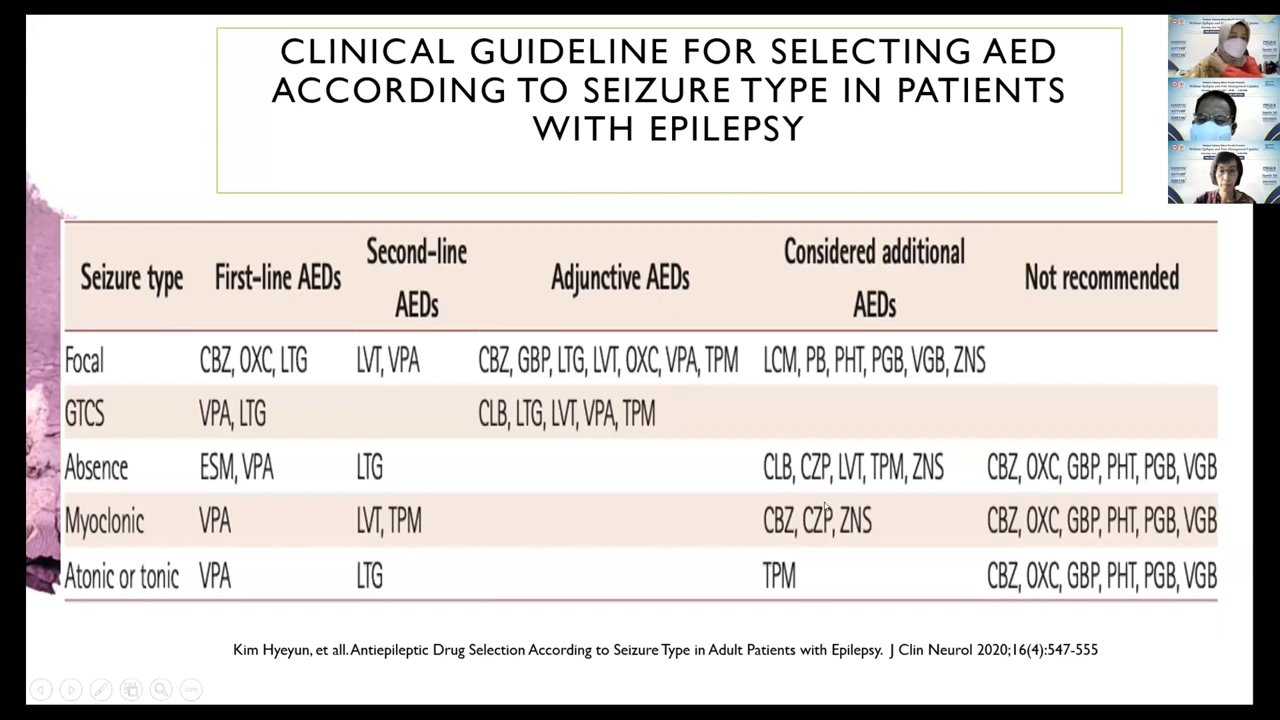 CLINICAL GUIDELINE FOR SELECTING AED
ACCORDING TO SEIZURE TYPE IN PATIENTS
WITH EPILEPSY
Seizure type First-line AEDs Second-line AEDs Adjunctive AEDs Considered additional AEDs Not recommended
Focal CBZ, OXC, LTG LVT, VPA CBZ, GBP, LTG, LVT, OXC, VPA, TPM LCM, PB, PHT, PGB, VGB, ZNS
GTCS VPA, LTG CLB, LTG, LVT, VPA, TPM
Absence ESM, VPA LTG CLB, CZP, LVT, TPM, ZNS CBZ, OXC, GBP, PHT, PGB, VGB
Myoclonic VPA LVT, TPM CBZ, CZP, ZNS CBZ, OXC, GBP, PHT, PGB, VGB
Atonic or tonic VPA LTG TPM CBZ, OXC, GBP, PHT, PGB, VGB
Kim Hyeyun, et all. Antiepileptic Drug Selection According to Seizure Type in Adult Patients with Epilepsy. J Clin Neurol 2020;16(4):547-555